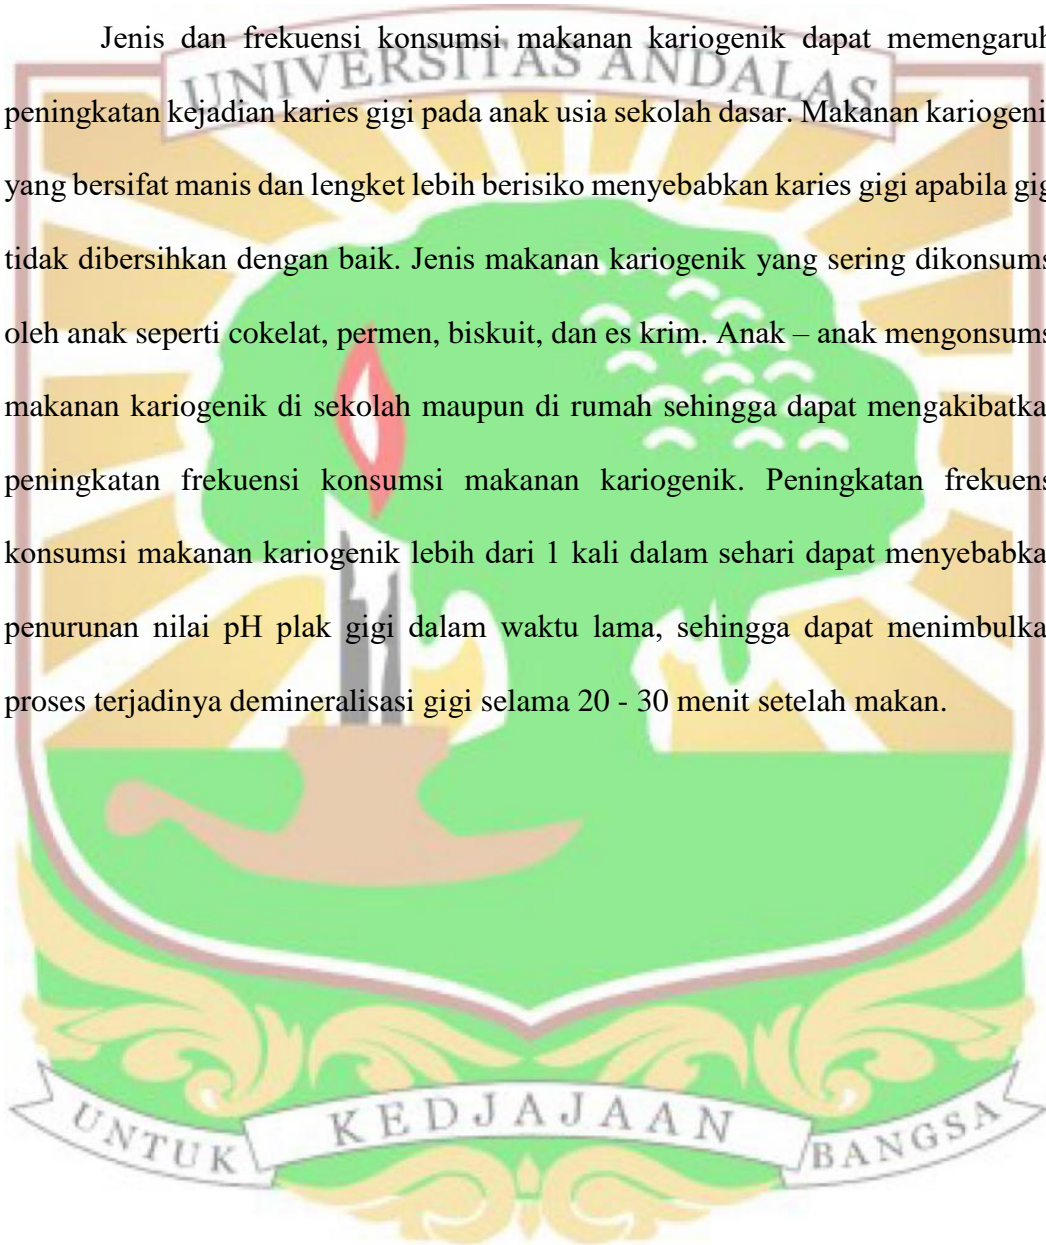 Jenis dan frekuensi konsumsi makanan kariogenik dapat memengaruh
UNIVERSITAS ANDALAS
peningkatan kejadian karies gigi pada anak usia sekolah dasar. Makanan kariogeni
yang bersifat manis dan lengket lebih berisiko menyebabkan karies gigi apabila gig
tidak dibersihkan dengan baik. Jenis makanan kariogenik yang sering dikonsums
oleh anak seperti cokelat, permen, biskuit, dan es krim. Anak – anak mengonsums
makanan kariogenik di sekolah maupun di rumah sehingga dapat mengakibatka
peningkatan frekuensi konsumsi makanan kariogenik. Peningkatan frekuens
konsumsi makanan kariogenik lebih dari 1 kali dalam sehari dapat menyebabka
penurunan nilai pH plak gigi dalam waktu lama, sehingga dapat menimbulka
proses terjadinya demineralisasi gigi selama 20 - 30 menit setelah makan.
UNTUK KEDJAJAAN BANGSA